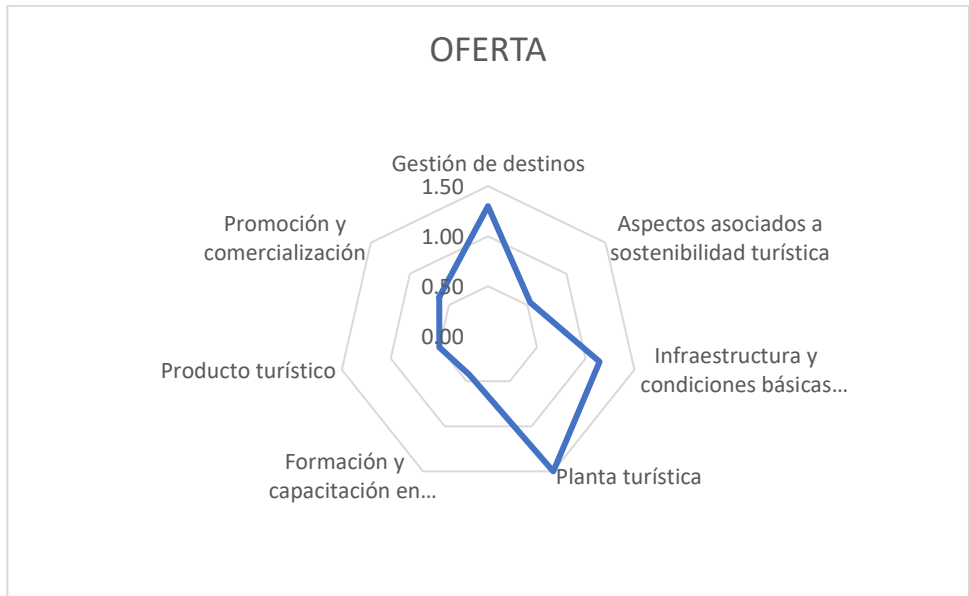 OFERTA
Gestión de destinos
1.50
1.00
0.50
0.00
Aspectos asociados a
sostenibilidad turística
Infraestructura y
condiciones básicas...
Planta turística
Formación y
capacitación en...
Producto turístico
Promoción y
comercialización